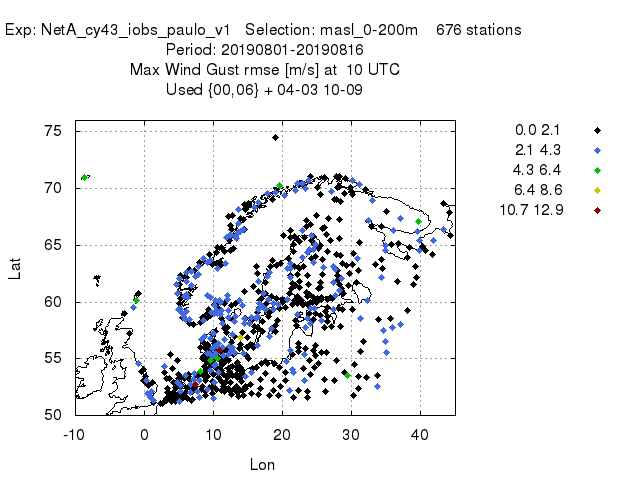 Exp: NetA_cy43_iobs_paulo_v1 Selection: masl_0-200m 676 stations
Period: 20190801-20190816
Max Wind Gust rmse [m/s] at 10 UTC
Used {00,06} + 04-03 10-09
0.0 2.1
2.1 4.3
4.3 6.4
6.4 8.6
10.7 12.9
75
70
65
60
55
50
Lat
-10 0 10 20 30 40
Lon